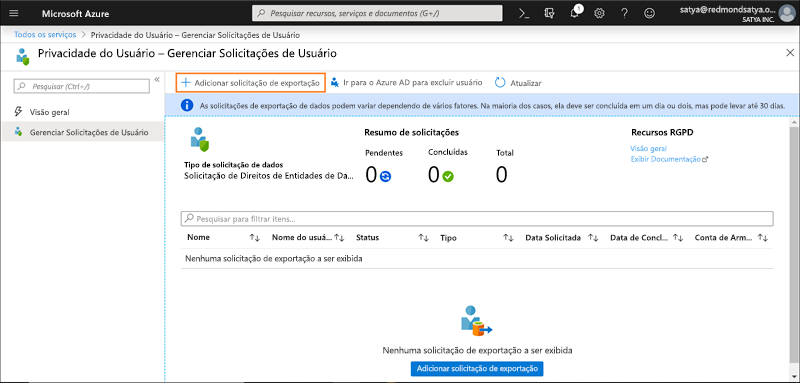 Microsoft Azure
Pesquisar recursos, serviços e documentos (G+/)
1
satya@redmondsatya.o...
SATYA INC.
Todos os serviços > Privacidade do Usuário – Gerenciar Solicitações de Usuário
Privacidade do Usuário – Gerenciar Solicitações de Usuário
Pesquisar (Ctrl+/)
Visão geral
Gerenciar Solicitações de Usuário
Adicionar solicitação de exportação
Ir para o Azure AD para excluir usuário
Atualizar
As solicitações de exportação de dados podem variar dependendo de vários fatores. Na maioria dos casos, ela deve ser concluída em um dia ou dois, mas pode levar até 30 dias.
Tipo de solicitação de dados
Solicitação de Direitos de Entidades de Da...
Resumo de solicitações
Pendentes
Concluídas
Total
0
0
0
Recursos RGPD
Visão geral
Exibir Documentação
Pesquisar para filtrar itens...
Nome
Nome do usuá...
Status
Tipo
Data Solicitada
Data de Concl...
Conta de Arm...
Nenhuma solicitação de exportação a ser exibida
Nenhuma solicitação de exportação a ser exibida
Adicionar solicitação de exportação